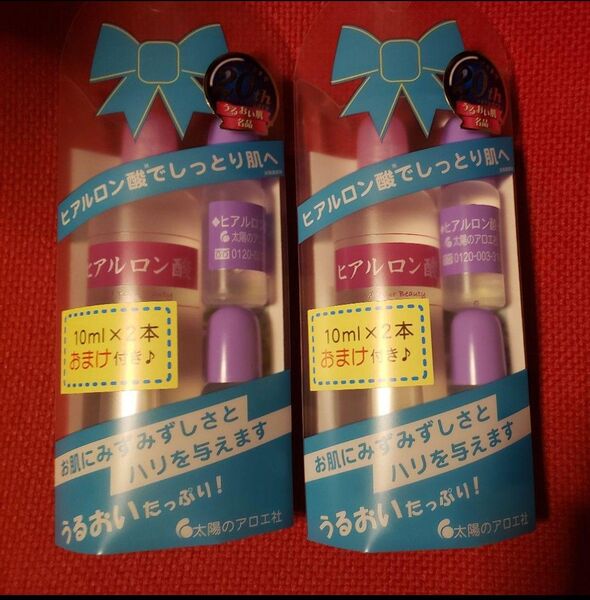 20th
うるおい肌
名品
ヒアルロン酸でしっとり肌へ
◆ヒアルロン
太陽のア
0120-
ヒアルロン酸
10ml×2本
おまけ付き♪
お肌にみずみずしさと
ハリを与えます
うるおいたっぷり!
太陽のアロエ社
20th
うるおい肌
名品
ヒアルロン酸でしっとり肌へ
◆ヒアルロン酸
太陽のアロエ社
0120-003-3
ヒアルロン酸
Beauty
10ml×2本
おまけ付き♪
お肌にみずみずしさと
ハリを与えます
うるおいたっぷり!
太陽のアロエ社